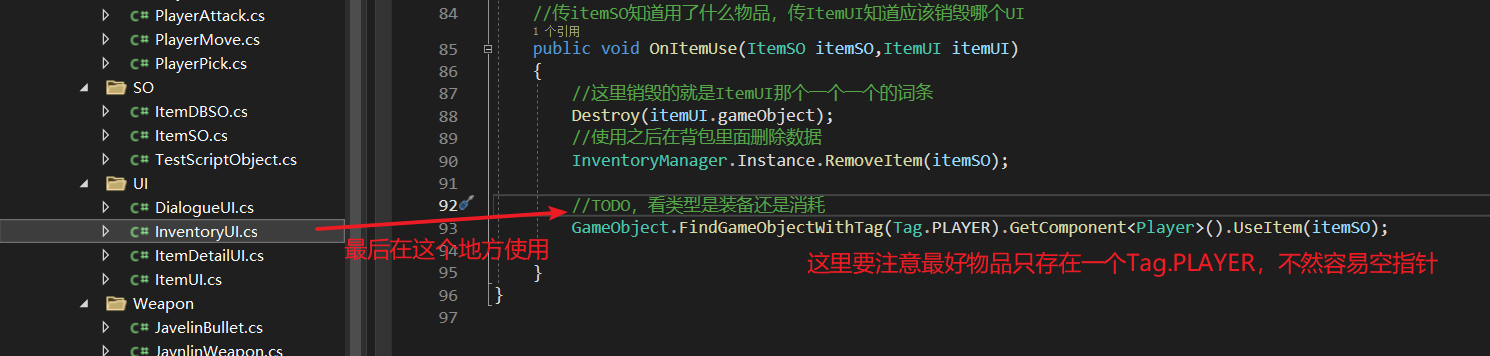 PlayerAttack.cs
PlayerMove.cs
PlayerPick.cs
SO
ItemDBSO.cs
ItemSO.cs
TestScriptObject.cs
UI
DialogueUI.cs
InventoryUI.cs
ItemDetailUI.cs
ItemUI.cs
Weapon
JavelinBullet.cs
JavnlinWeapon.cs
84 //传itemSO知道用了什么物品，传ItemUI知道应该销毁哪个UI
1 个引用
85 public void OnItemUse(ItemSO itemSO,ItemUI itemUI)
86 {
87 //这里销毁的就是ItemUI那个一个一个的词条
88 Destroy(itemUI.gameObject);
89 //使用之后在背包里面删除数据
90 InventoryManager.Instance.RemoveItem(itemSO);
91
92 //TODO，看类型是装备还是消耗
93 GameObject.FindGameObjectWithTag(Tag.PLAYER).GetComponent<Player>().UseItem(itemSO);
94
95 }
96 }
97
最后在这个地方使用
这里要注意最好物品只存在一个Tag.PLAYER，不然容易空指针